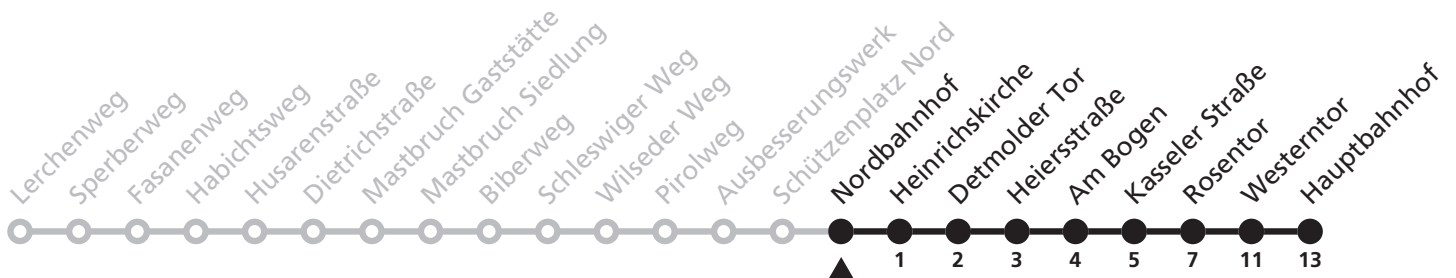 Lerchenweg
Sperberweg
Fasanenweg
Habichtsweg
Husarenstraße
Dietrichstraße
Mastbruch Gaststätte
Mastbruch Siedlung
Biberweg
Schleswiger Weg
Wilseder Weg
Pirolweg
Ausbesserungswerk
Schützenplatz Nord
Nordbahnhof
Heinrichskirche
Detmolder Tor
Heiersstraße
Am Bogen
Kasseler Straße
Rosentor
Westerntor
Hauptbahnhof
1 2 3 4 5 7 11 13